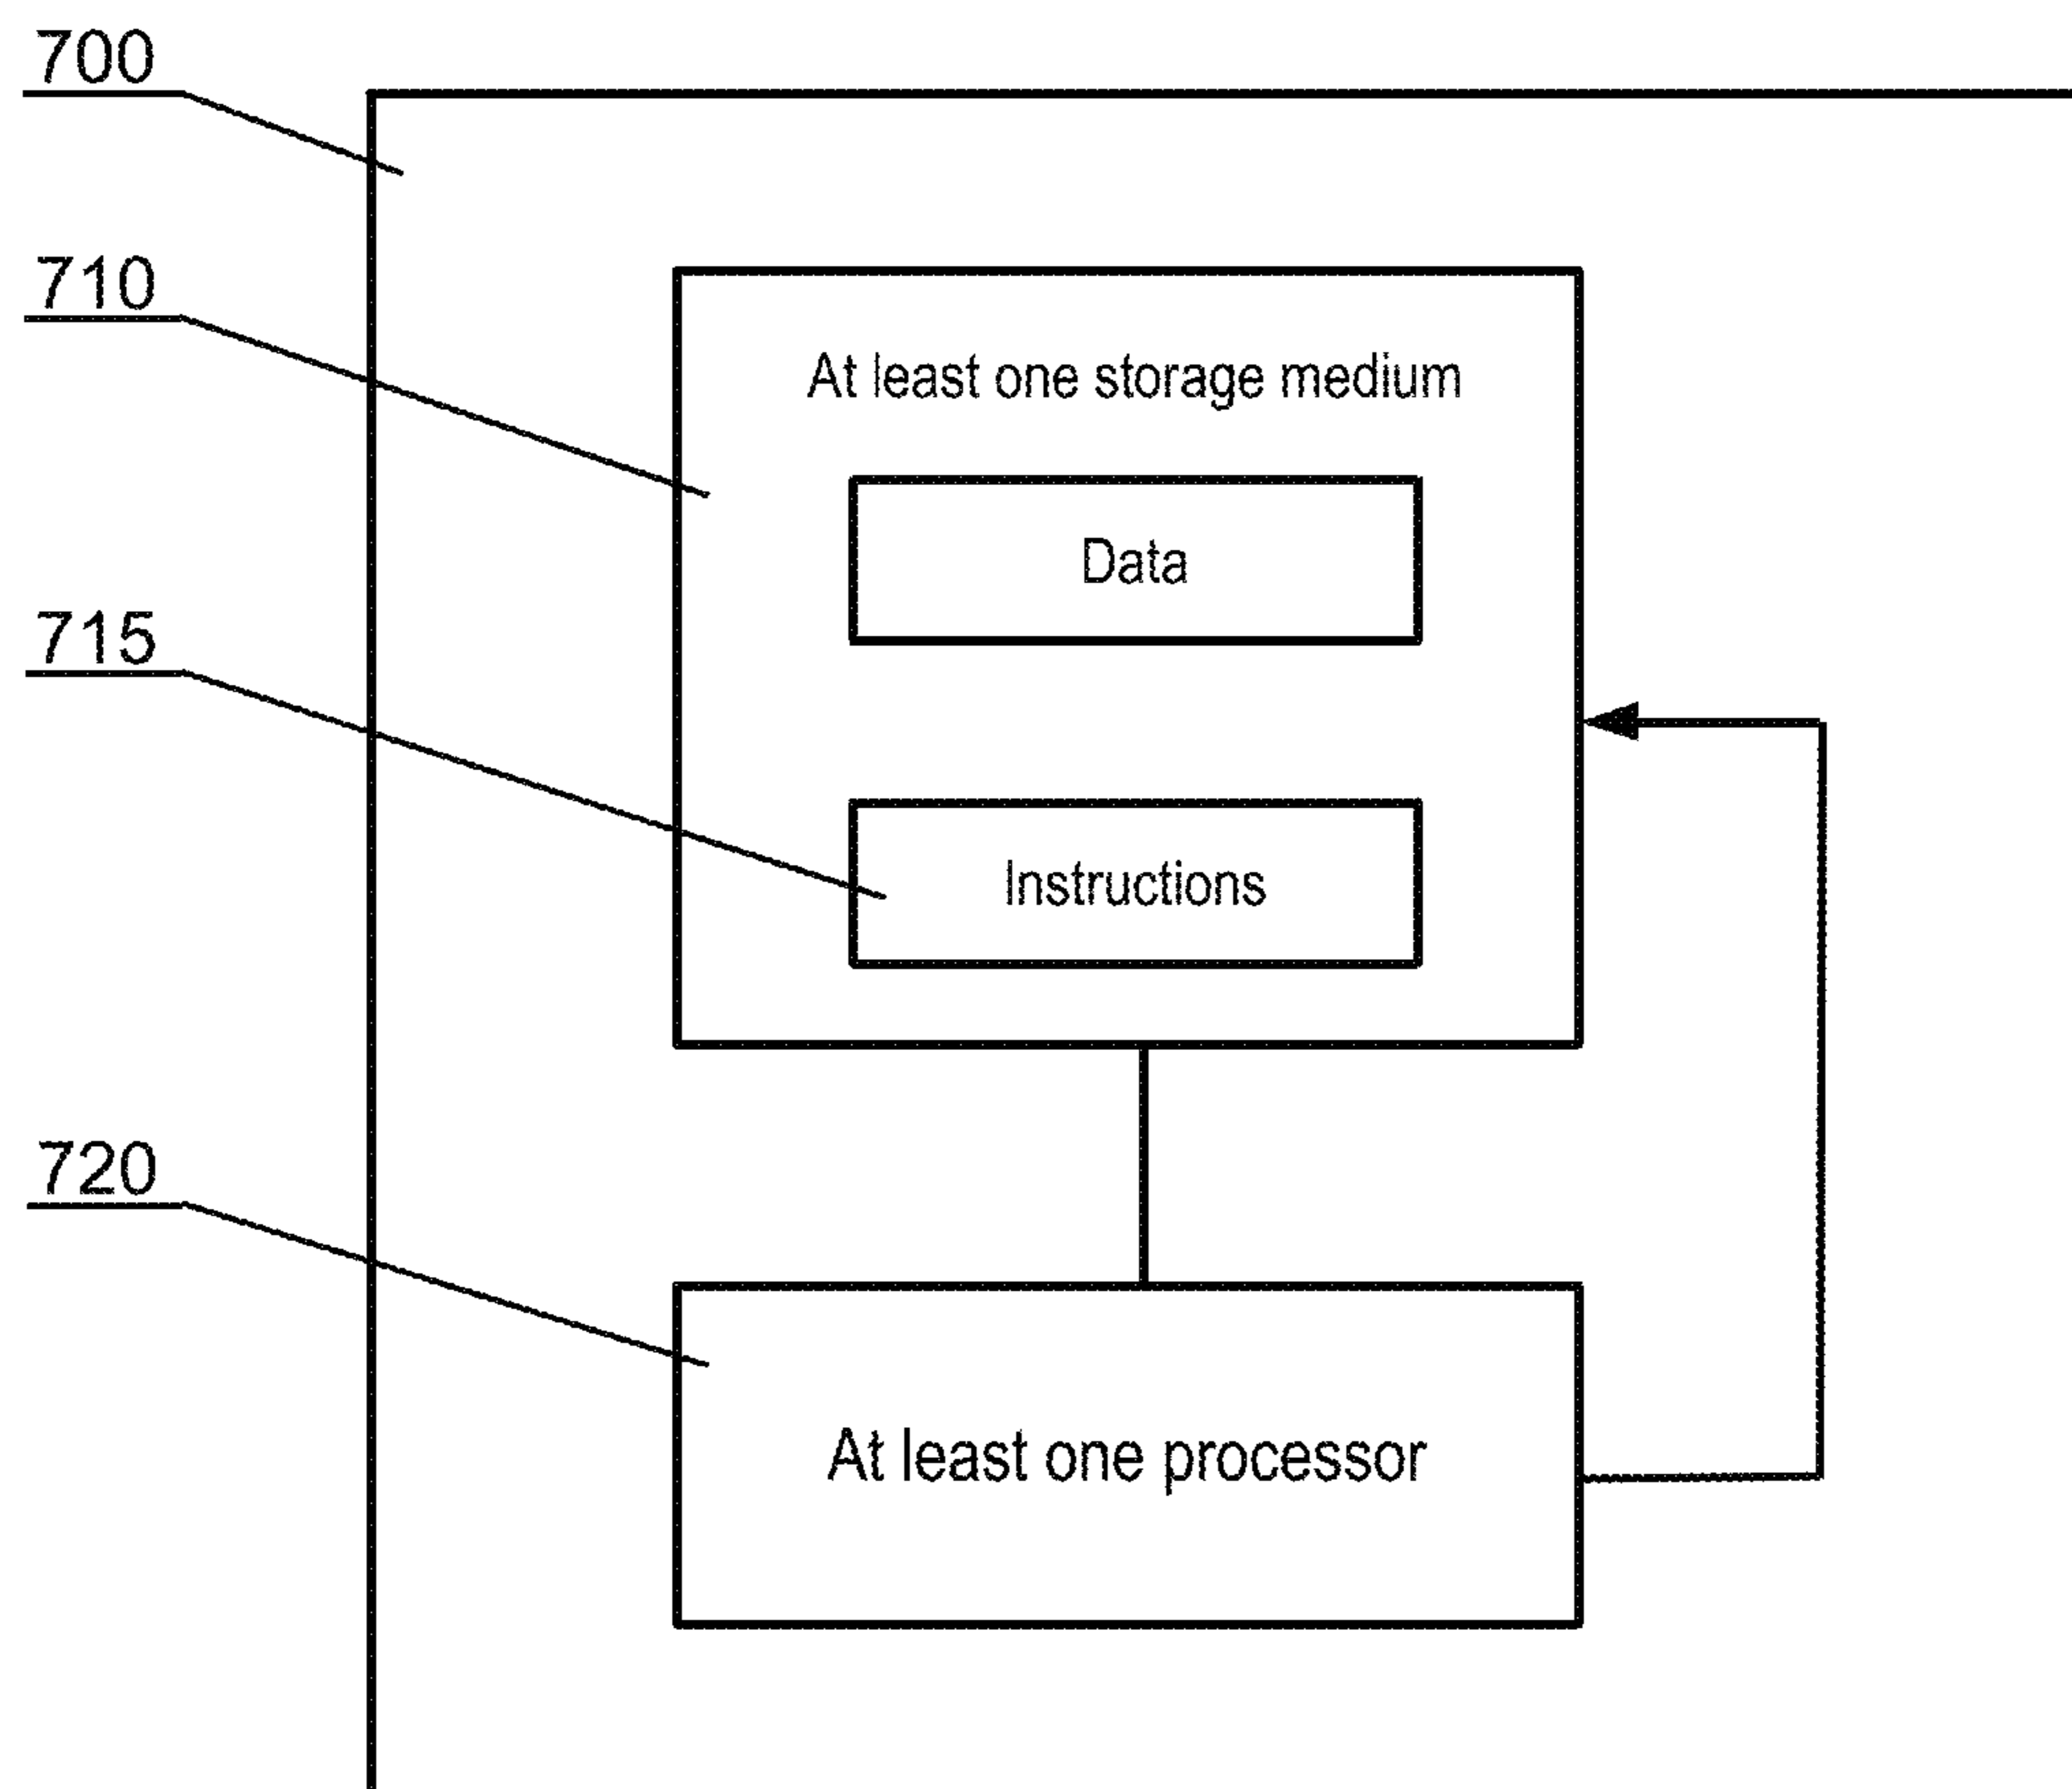 700
710
At least one storage medium
Data
715
Instructions
720
At least one processor